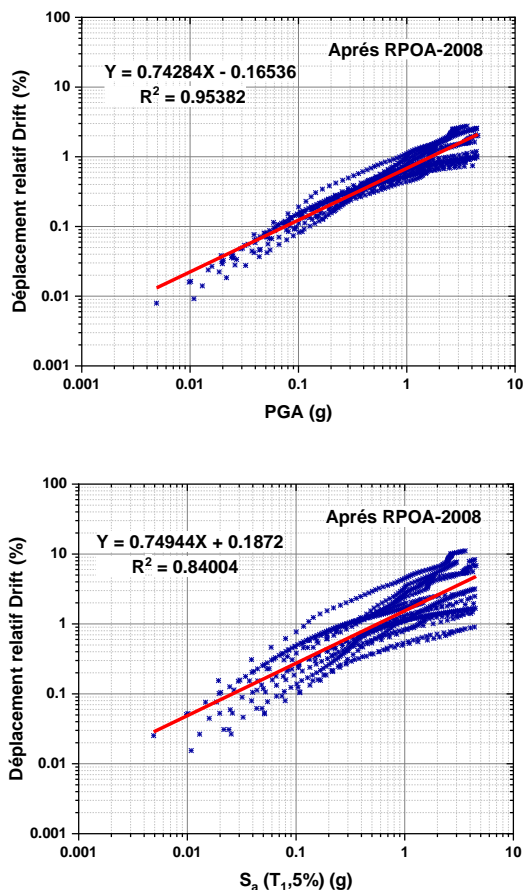 100
Aprés RPOA-2008
Y = 0.74284X - 0.16536
R² = 0.95382
10
1
0.1
0.01
0.001
Déplacement relatif Drift (%)
0.001 0.01 0.1 1 10
PGA (g)
100
Aprés RPOA-2008
Y = 0.74944X + 0.1872
R² = 0.84004
10
1
0.1
0.01
0.001
Déplacement relatif Drift (%)
0.001 0.01 0.1 1 10
Sₐ (T₁,5%) (g)